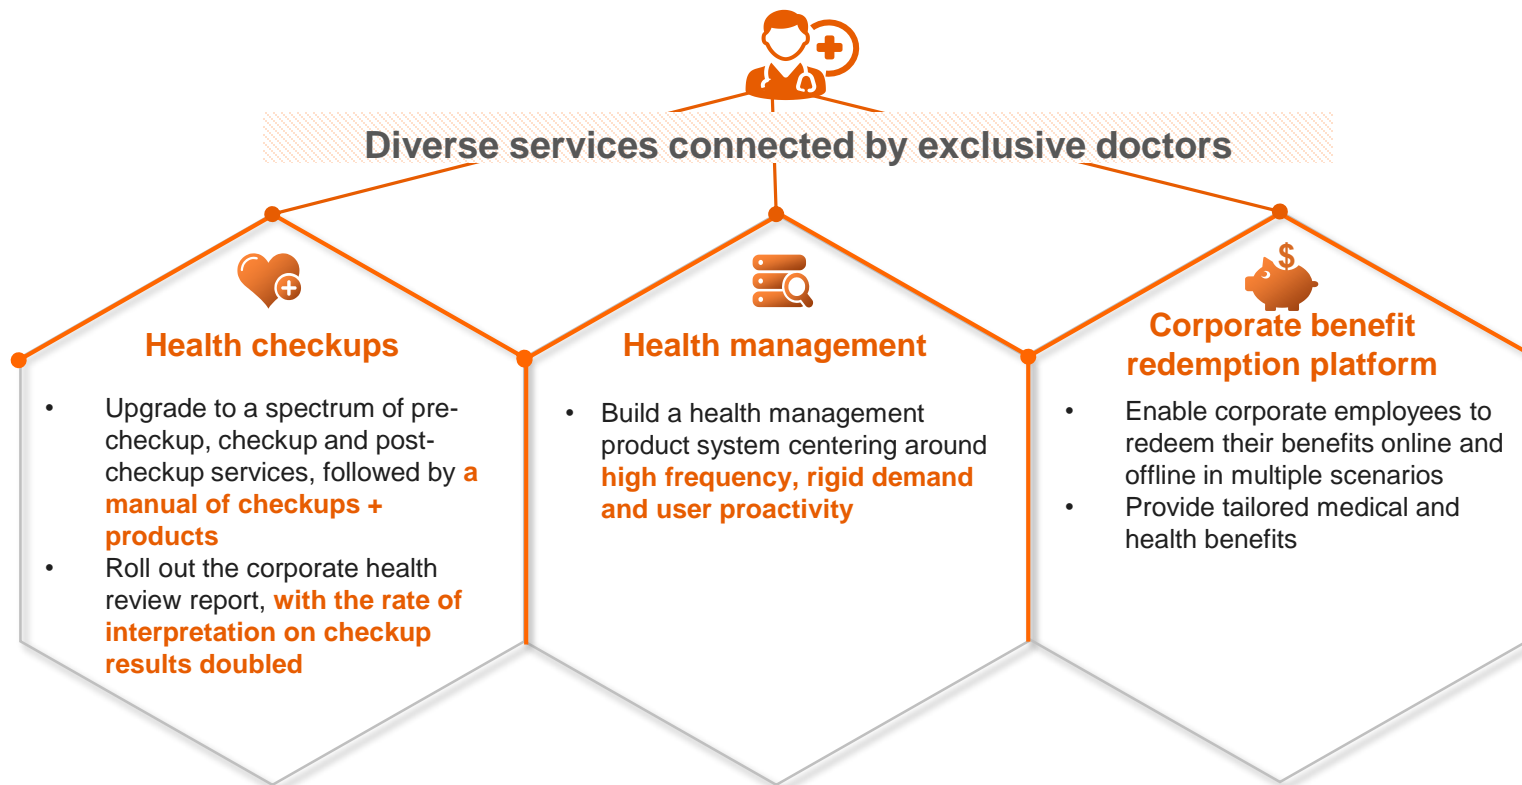 Diverse services connected by exclusive doctors
Health checkups
• Upgrade to a spectrum of pre-
checkup, checkup and post-
checkup services, followed by a
manual of checkups +
products
• Roll out the corporate health
review report, with the rate of
interpretation on checkup
results doubled
Health management
• Build a health management
product system centering around
high frequency, rigid demand
and user proactivity
$
Corporate benefit
redemption platform
• Enable corporate employees to
redeem their benefits online and
offline in multiple scenarios
• Provide tailored medical and
health benefits